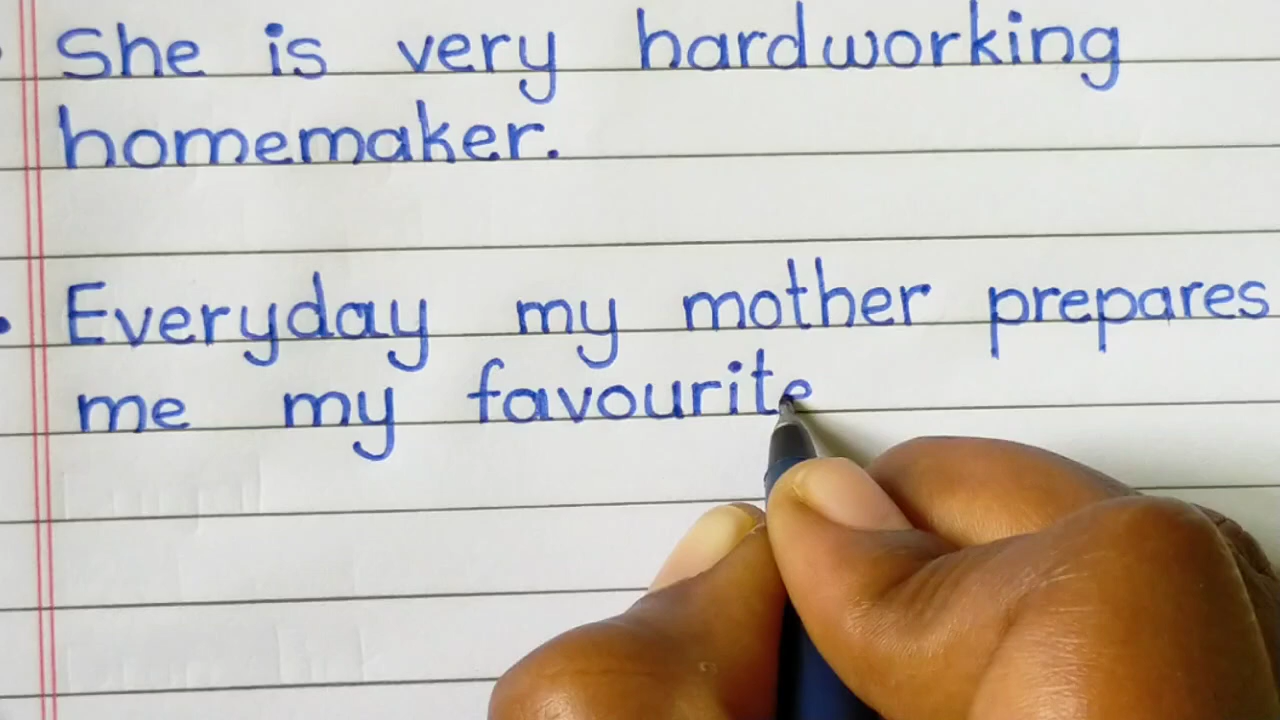 She is very hardworking
homemaker.
• Everyday my mother prepares
me my favourite